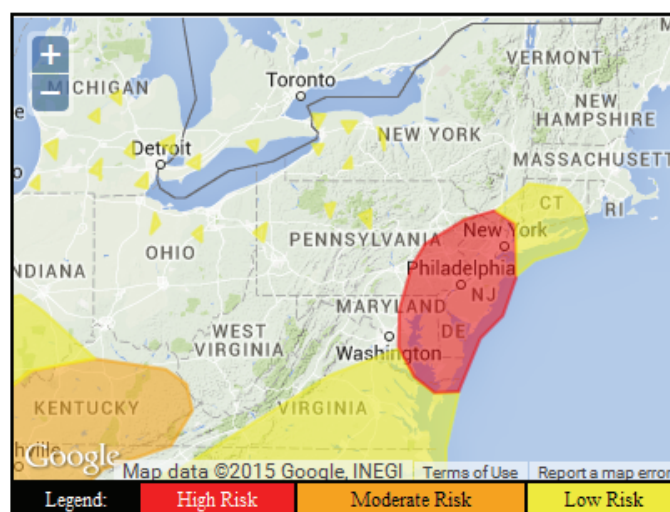 +
VERMONT
MICHIGAN
Toronto
NEW
HAMPSHIRE
Detroit
NEW YORK
MASSACHUSETT
CT
RI
OHIO
PENNSYLVANIA
New York
NDIANA
Philadelphia
NJ
MARYLAND
WEST
VIRGINIA
DE
Washington
KENTUCKY
VIRGINIA
Google
Map data ©2015 Google, INEGI
Terms of Use
Report a map error
Legend: High Risk Moderate Risk Low Risk